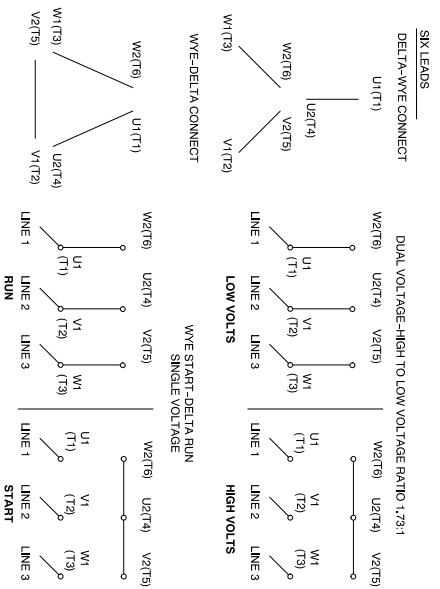 SIX LEADS
DELTA–WYE CONNECT
U1(T1)
U2(T4)
W2(T6)
V2(T5)
W1(T3)
V1(T2)
DUAL VOLTAGE–HIGH TO LOW VOLTAGE RATIO 1.73:1
W2(T6) U2(T4) V2(T5)
U1 (T1)
V1 (T2)
W1 (T3)
LINE 1 LINE 2 LINE 3
LOW VOLTS
W2(T6) U2(T4) V2(T5)
U1 (T1)
V1 (T2)
W1 (T3)
LINE 1 LINE 2 LINE 3
HIGH VOLTS
WYE–DELTA CONNECT
W2(T6) U1(T1)
W1(T3)
V2(T5)
U2(T4)
V1(T2)
WYE START–DELTA RUN
SINGLE VOLTAGE
W2(T6) U2(T4) V2(T5)
U1 (T1)
V1 (T2)
W1 (T3)
LINE 1 LINE 2 LINE 3
RUN
W2(T6) U2(T4) V2(T5)
U1 (T1)
V1 (T2)
W1 (T3)
LINE 1 LINE 2 LINE 3
START